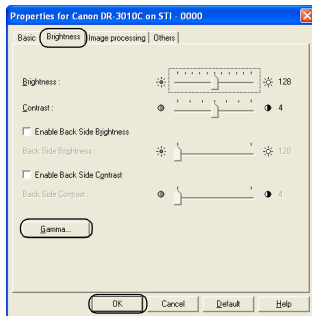 Properties for Canon DR-3010C on STI - 0000
Basic Brightness Image processing Others
Brightness : 128
Contrast : 4
Enable Back Side Brightness
Back Side Brightness : 128
Enable Back Side Contrast
Back Side Contrast : 4
Gamma...
OK Cancel Default Help